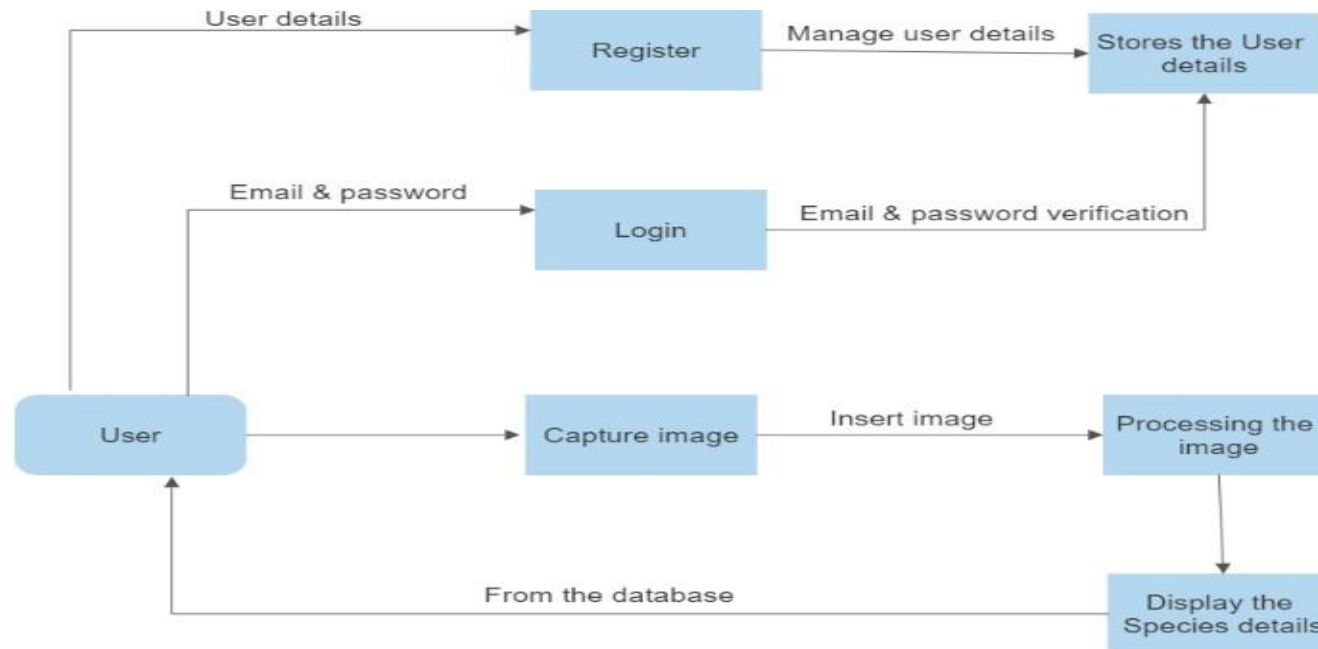 User details
Register
Manage user details
Stores the User
details
Email & password
Login
Email & password verification
User
Capture image
Insert image
Processing the
image
From the database
Display the
Species details